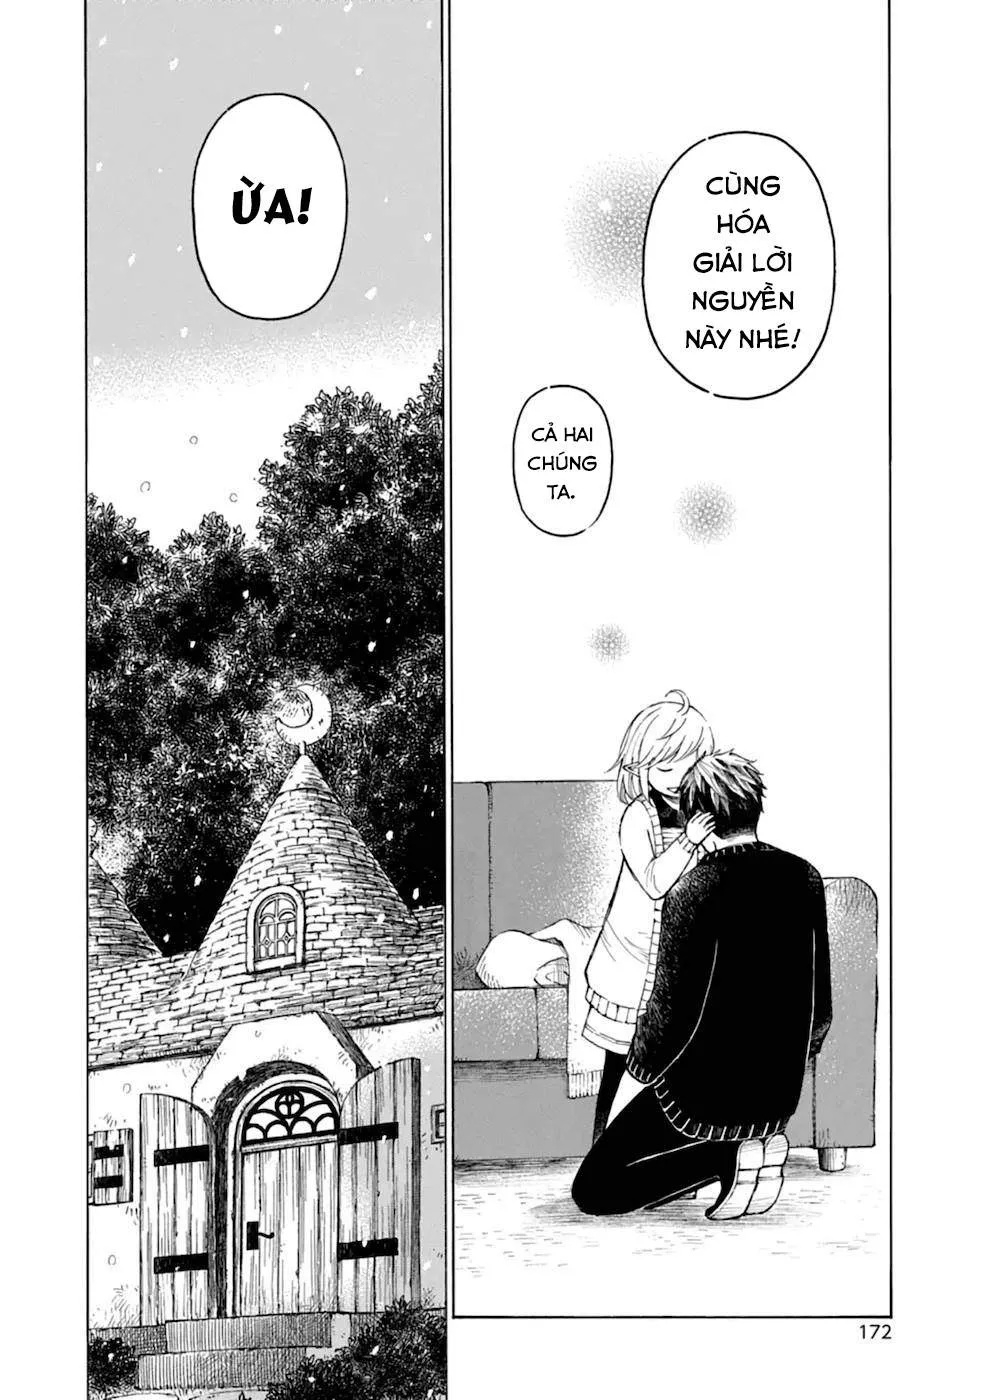 CÙNG
HÓA
GIẢI LỜI
NGUYỀN
NÀY NHÉ!
CẢ HAI
CHÚNG
TA.
ỪA!
172